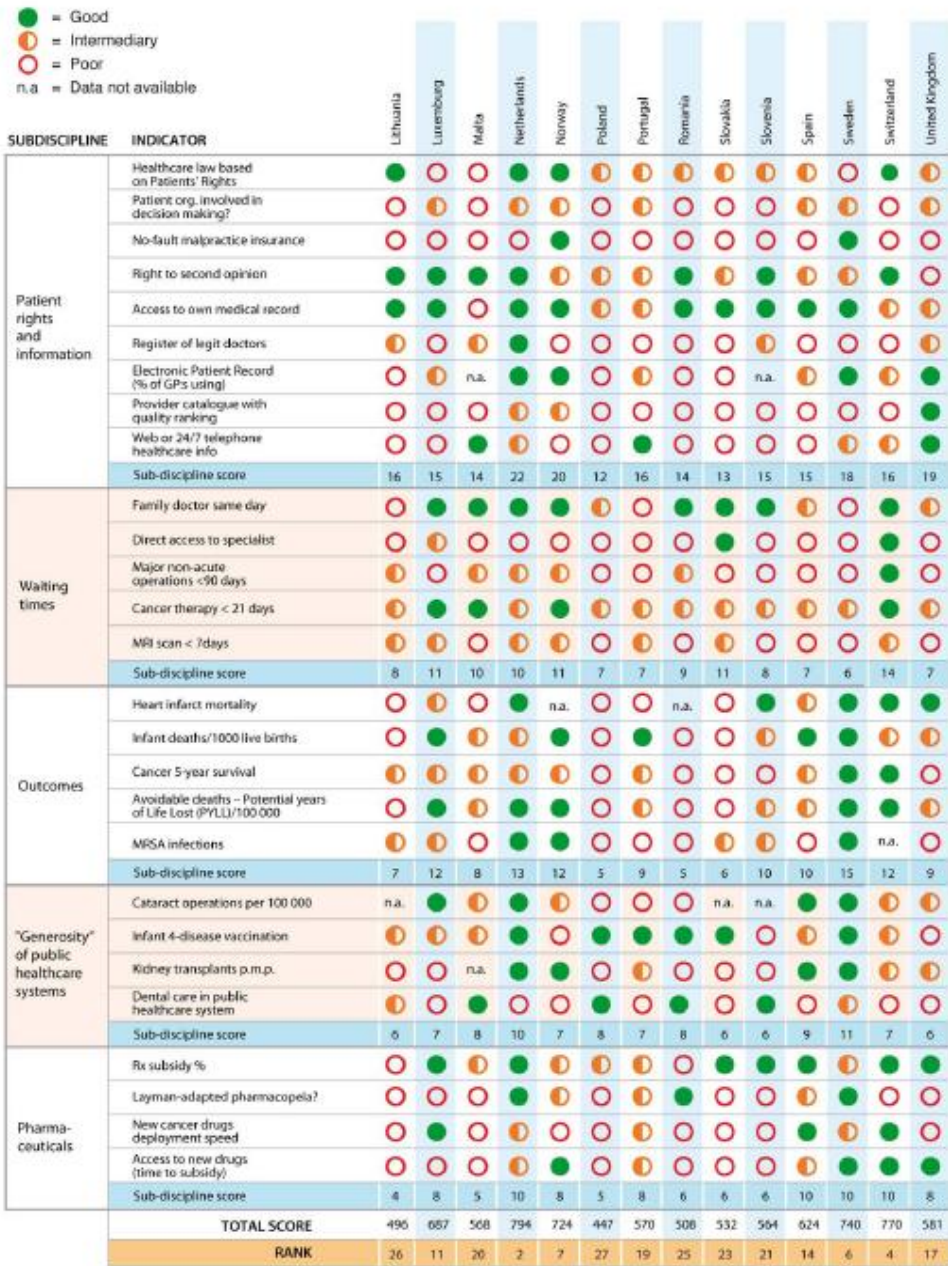 = Good
= Intermediary
= Poor
n.a = Data not available
SUBDISCIPLINE INDICATOR Lithuania Luxemburg Malta Netherlands Norway Poland Portugal Romania Slovakia Slovenia Spain Sweden Switzerland United Kingdom
Patient
rights
and
information
Healthcare law based
on Patients' Rights
Patient org. involved in
decision making?
No-fault malpractice insurance
Right to second opinion
Access to own medical record
Register of legit doctors
Electronic Patient Record
(% of GP:s using) n.a. n.a.
Provider catalogue with
quality ranking
Web or 24/7 telephone
healthcare info
Sub-discipline score 16 15 14 22 20 12 16 14 13 15 15 18 16 19
Waiting
times
Family doctor same day
Direct access to specialist
Major non-acute
operations <90 days
Cancer therapy < 21 days
MRI scan < 7days
Sub-discipline score 8 11 10 10 11 7 7 9 11 8 7 6 14 7
Outcomes
Heart infarct mortality n.a. n.a.
Infant deaths/1000 live births
Cancer 5-year survival
Avoidable deaths – Potential years
of Life Lost (PYLL)/100 000
MRSA infections n.a.
Sub-discipline score 7 12 8 13 12 5 9 5 6 10 10 15 12 9
"Generosity"
of public
healthcare
systems
Cataract operations per 100 000 n.a. n.a. n.a.
Infant 4-disease vaccination
Kidney transplants p.m.p. n.a.
Dental care in public
healthcare system
Sub-discipline score 6 7 8 10 7 8 7 8 6 6 9 11 7 6
Pharma-
ceuticals
Rx subsidy %
Layman-adapted pharmacopeia?
New cancer drugs
deployment speed
Access to new drugs
(time to subsidy)
Sub-discipline score 4 8 5 10 8 5 8 6 6 6 10 10 10 8
TOTAL SCORE 496 687 568 794 724 447 570 508 532 564 624 740 770 581
RANK 26 11 20 2 7 27 19 25 23 21 14 6 4 17